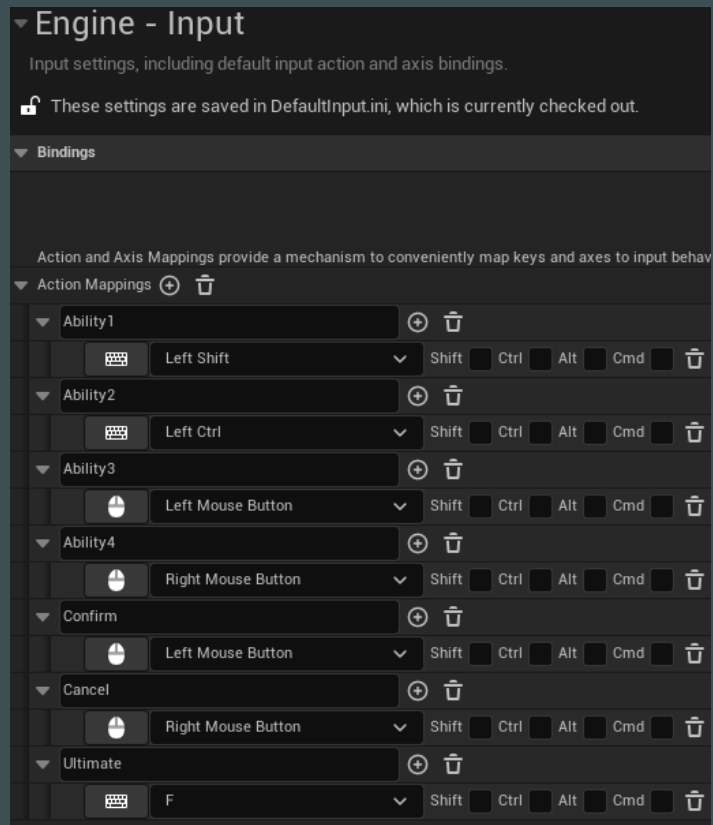 Engine - Input
Input settings, including default input action and axis bindings.
These settings are saved in DefaultInput.ini, which is currently checked out.
Bindings
Action and Axis Mappings provide a mechanism to conveniently map keys and axes to input behav
Action Mappings
Ability1
Left Shift Shift Ctrl Alt Cmd
Ability2
Left Ctrl Shift Ctrl Alt Cmd
Ability3
Left Mouse Button Shift Ctrl Alt Cmd
Ability4
Right Mouse Button Shift Ctrl Alt Cmd
Confirm
Left Mouse Button Shift Ctrl Alt Cmd
Cancel
Right Mouse Button Shift Ctrl Alt Cmd
Ultimate
F Shift Ctrl Alt Cmd